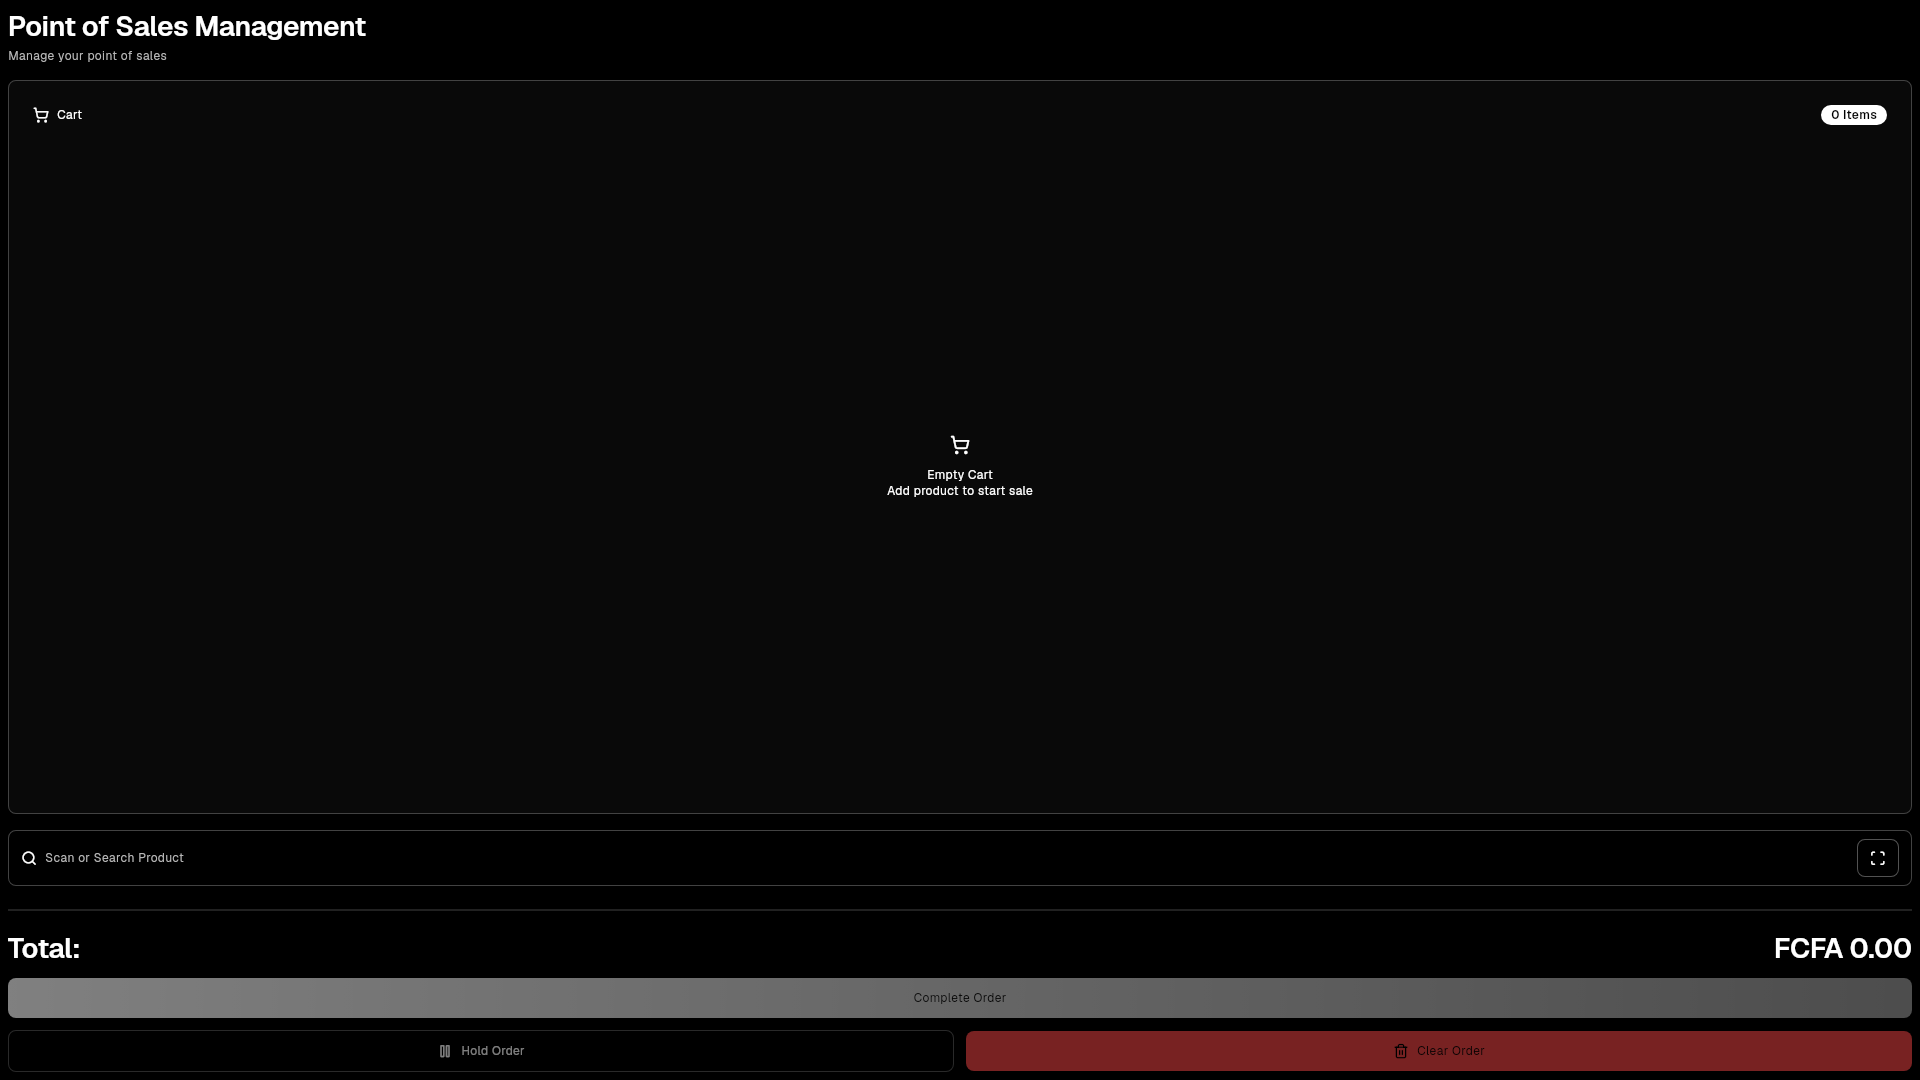 Point of Sales Management
Manage your point of sales
Cart
0 Items
Empty Cart
Add product to start sale
Scan or Search Product
Total:
FCFA 0.00
Complete Order
Hold Order
Clear Order